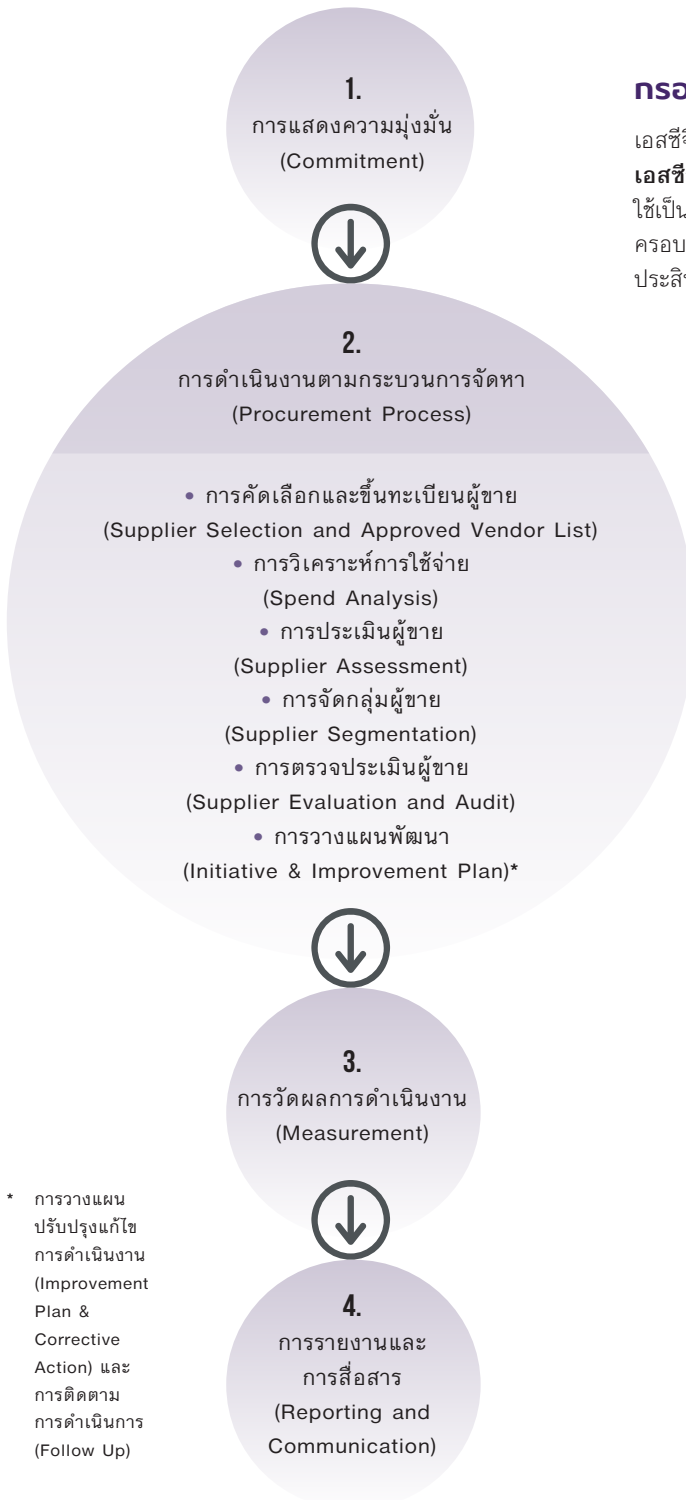 1.
การแสดงความมุ่งมั่น
(Commitment)
2.
การดำเนินงานตามกระบวนการจัดหา
(Procurement Process)
• การคัดเลือกและขึ้นทะเบียนผู้ขาย
(Supplier Selection and Approved Vendor List)
• การวิเคราะห์การใช้จ่าย
(Spend Analysis)
• การประเมินผู้ขาย
(Supplier Assessment)
• การจัดกลุ่มผู้ขาย
(Supplier Segmentation)
• การตรวจประเมินผู้ขาย
(Supplier Evaluation and Audit)
• การวางแผนพัฒนา
(Initiative & Improvement Plan)*
3.
การวัดผลการดำเนินงาน
(Measurement)
4.
การรายงานและ
การสื่อสาร
(Reporting and
Communication)
* การวางแผน
ปรับปรุงแก้ไข
การดำเนินงาน
(Improvement
Plan &
Corrective
Action) และ
การติดตาม
การดำเนินการ
(Follow Up)
เอสซี
ใช้เป็น
ครอบ